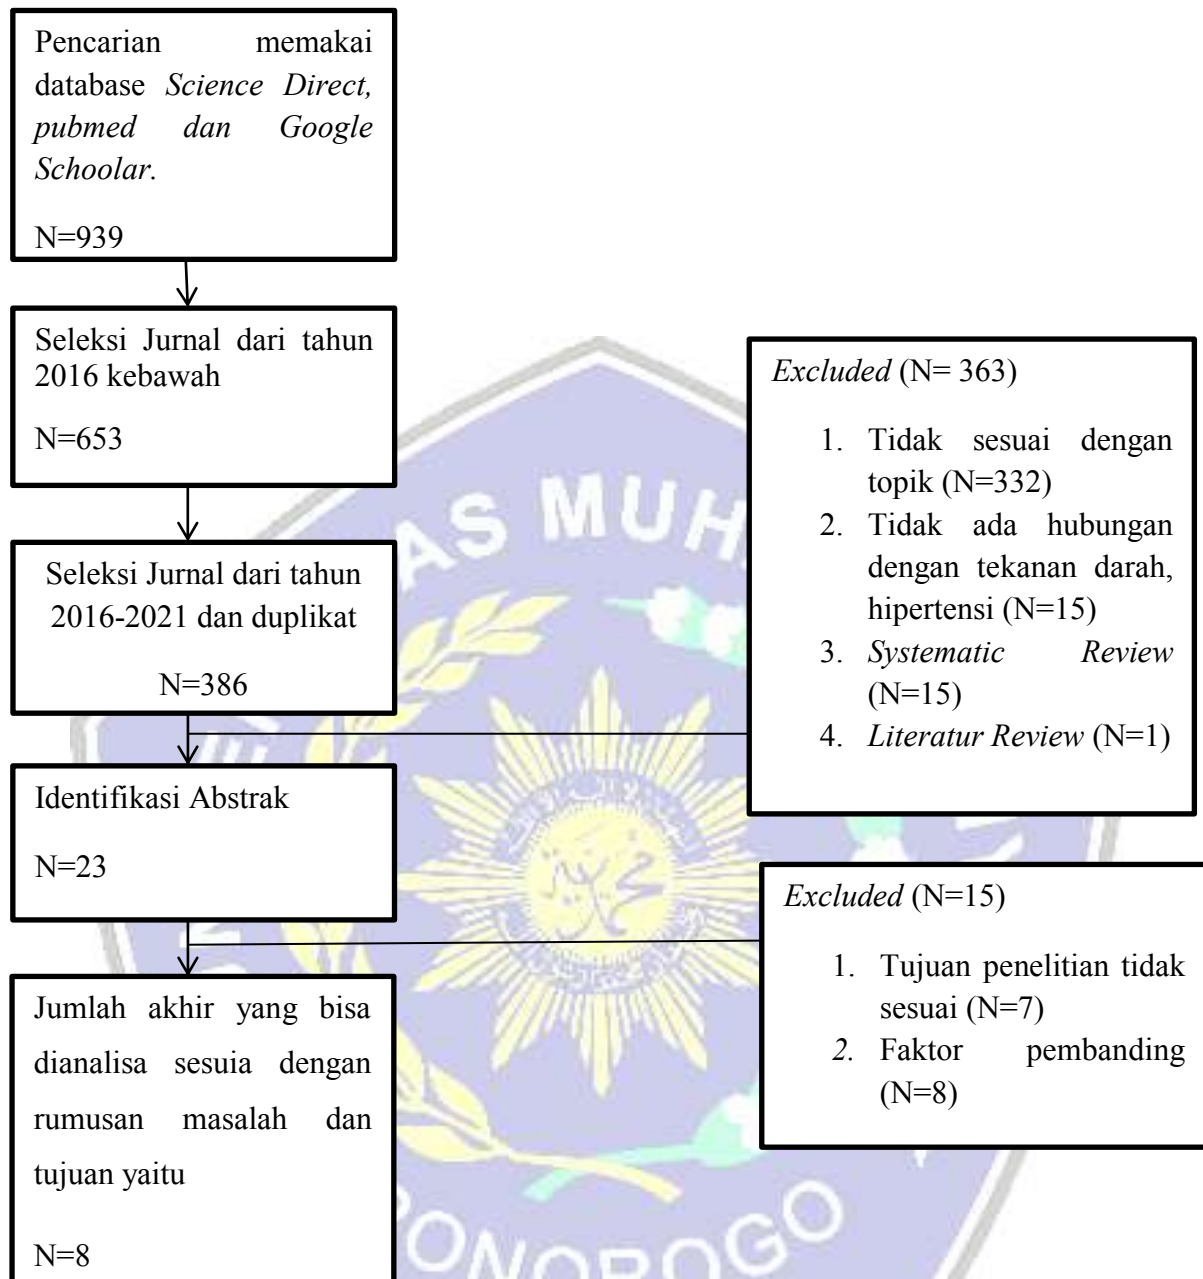 Pencarian memakai
database Science Direct,
pubmed dan Google
Schoolar.
N=939
Seleksi Jurnal dari tahun
2016 kebawah
N=653
Seleksi Jurnal dari tahun
2016-2021 dan duplikat
N=386
Excluded (N= 363)
1. Tidak sesuai dengan
topik (N=332)
2. Tidak ada hubungan
dengan tekanan darah,
hipertensi (N=15)
3. Systematic Review
(N=15)
4. Literatur Review (N=1)
Identifikasi Abstrak
N=23
Excluded (N=15)
1. Tujuan penelitian tidak
sesuai (N=7)
2. Faktor pembanding
(N=8)
Jumlah akhir yang bisa
dianalisa sesuia dengan
rumusan masalah dan
tujuan yaitu
N=8
AS MUH
PONOROGO